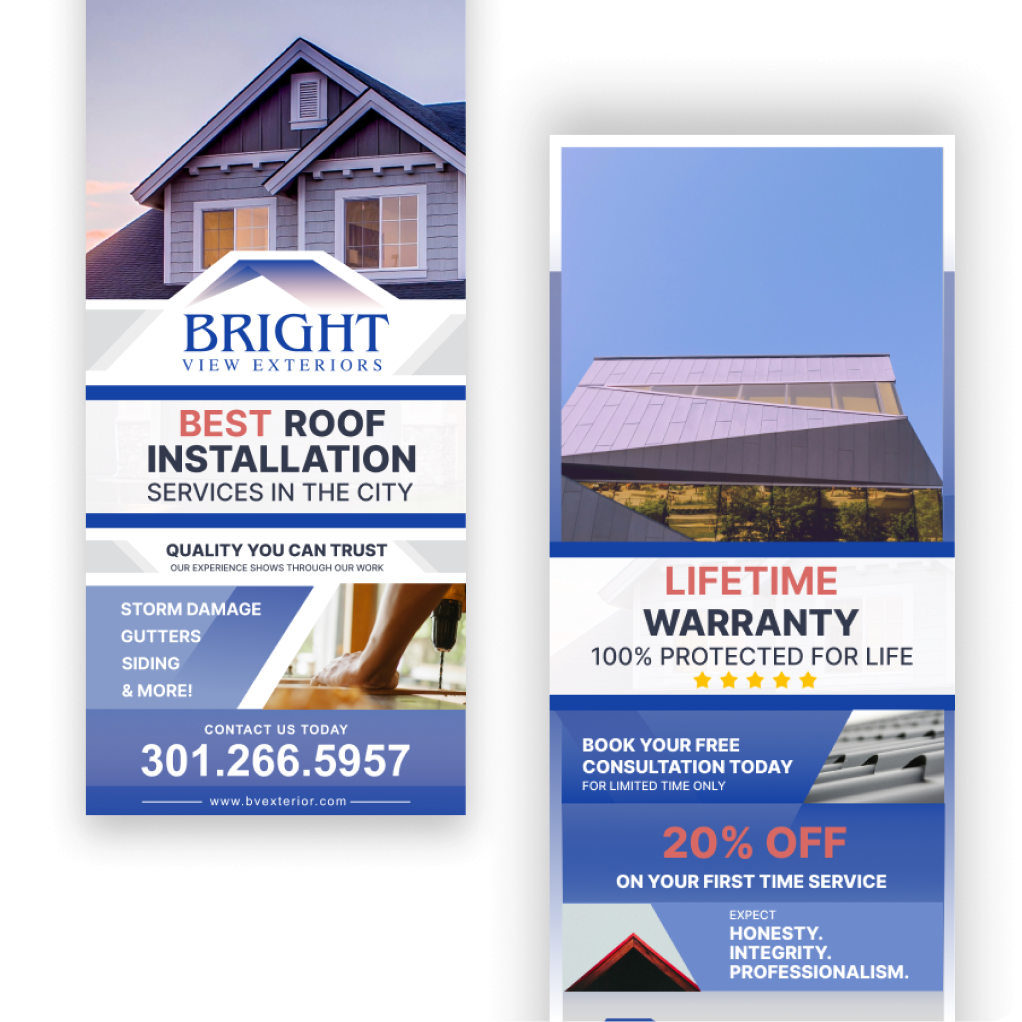 BRIGHT
VIEW EXTERIORS
BEST ROOF
INSTALLATION
SERVICES IN THE CITY
QUALITY YOU CAN TRUST
OUR EXPERIENCE SHOWS THROUGH OUR WORK
STORM DAMAGE
GUTTERS
SIDING
& MORE!
CONTACT US TODAY
301.266.5957
www.bvexterior.com
LIFETIME
WARRANTY
100% PROTECTED FOR LIFE
BOOK YOUR FREE
CONSULTATION TODAY
FOR LIMITED TIME ONLY
20% OFF
ON YOUR FIRST TIME SERVICE
EXPECT
HONESTY.
INTEGRITY.
PROFESSIONALISM.